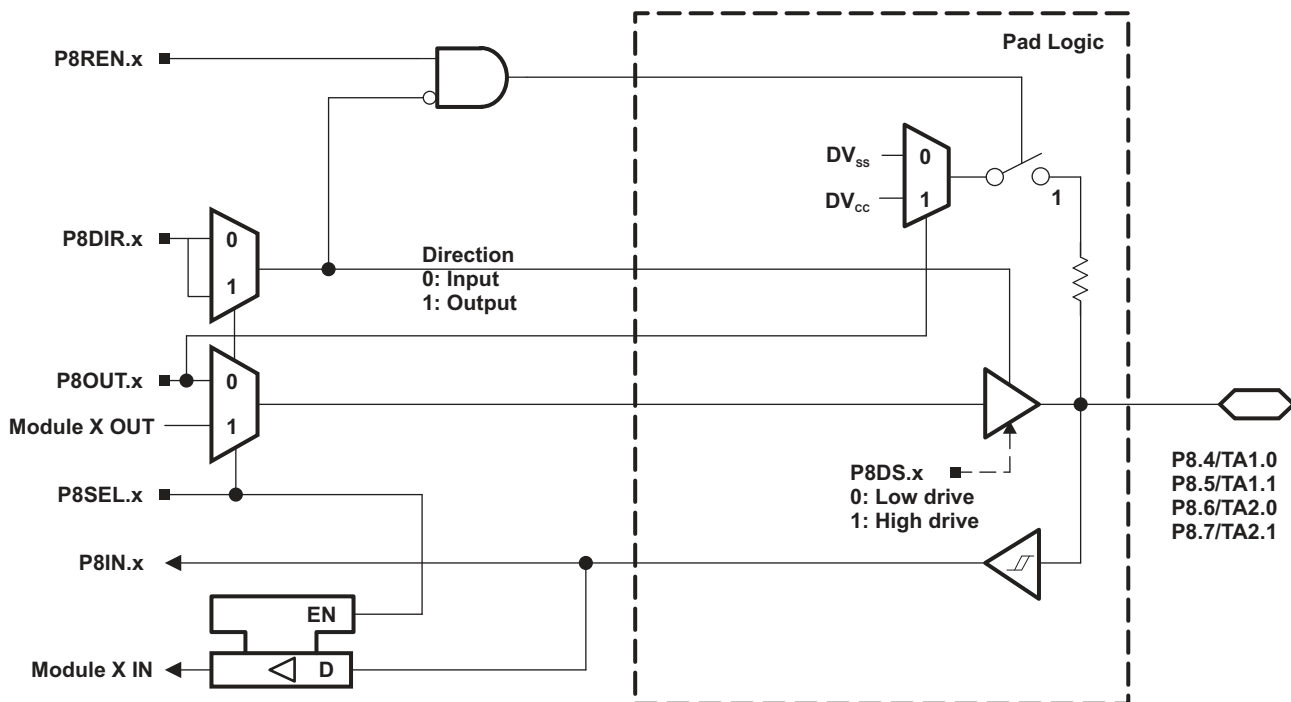 Pad Logic
P8REN.x
DVSS
0
DVCC
1
1
P8DIR.x
0
1
Direction
0: Input
1: Output
P8OUT.x
0
Module X OUT
1
P8SEL.x
P8DS.x
0: Low drive
1: High drive
P8.4/TA1.0
P8.5/TA1.1
P8.6/TA2.0
P8.7/TA2.1
P8IN.x
EN
Module X IN
D